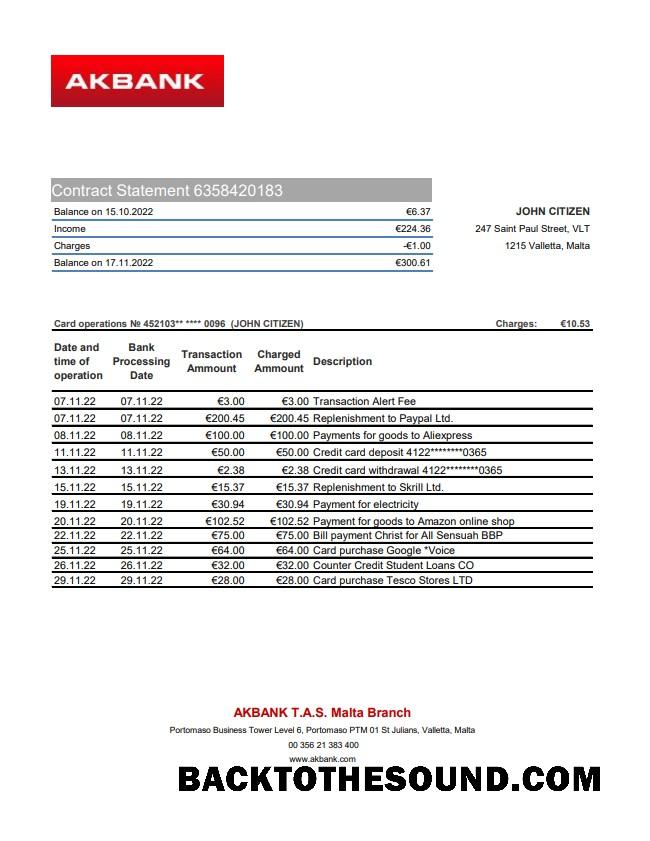 AKBANK
Contract Statement 6358420183
Balance on 15.10.2022 €6.37 JOHN CITIZEN
Income €224.36 247 Saint Paul Street, VLT
Charges -€1.00 1215 Valletta, Malta
Balance on 17.11.2022 €300.61
Card operations № 452103** **** 0096 (JOHN CITIZEN) Charges: €10.53
Date and time of operation Bank Processing Date Transaction Amount Charged Ammount Description
07.11.22 07.11.22 €3.00 €3.00 Transaction Alert Fee
07.11.22 07.11.22 €200.45 €200.45 Replenishment to Paypal Ltd.
08.11.22 08.11.22 €100.00 €100.00 Payments for goods to Aliexpress
11.11.22 11.11.22 €50.00 €50.00 Credit card deposit 4122********0365
13.11.22 13.11.22 €2.38 €2.38 Credit card withdrawal 4122********0365
15.11.22 15.11.22 €15.37 €15.37 Replenishment to Skrill Ltd.
19.11.22 19.11.22 €30.94 €30.94 Payment for electricity
20.11.22 20.11.22 €102.52 €102.52 Payment for goods to Amazon online shop
22.11.22 22.11.22 €75.00 €75.00 Bill payment Christ for All Sensuah BBP
25.11.22 25.11.22 €64.00 €64.00 Card purchase Google *Voice
26.11.22 26.11.22 €32.00 €32.00 Counter Credit Student Loans CO
29.11.22 29.11.22 €28.00 €28.00 Card purchase Tesco Stores LTD
AKBANK T.A.S. Malta Branch
Portomaso Business Tower Level 6, Portomaso PTM 01 St Julians, Valletta, Malta
00 356 21 383 400
www.akbank.com
BACKTOTHESOUND.COM